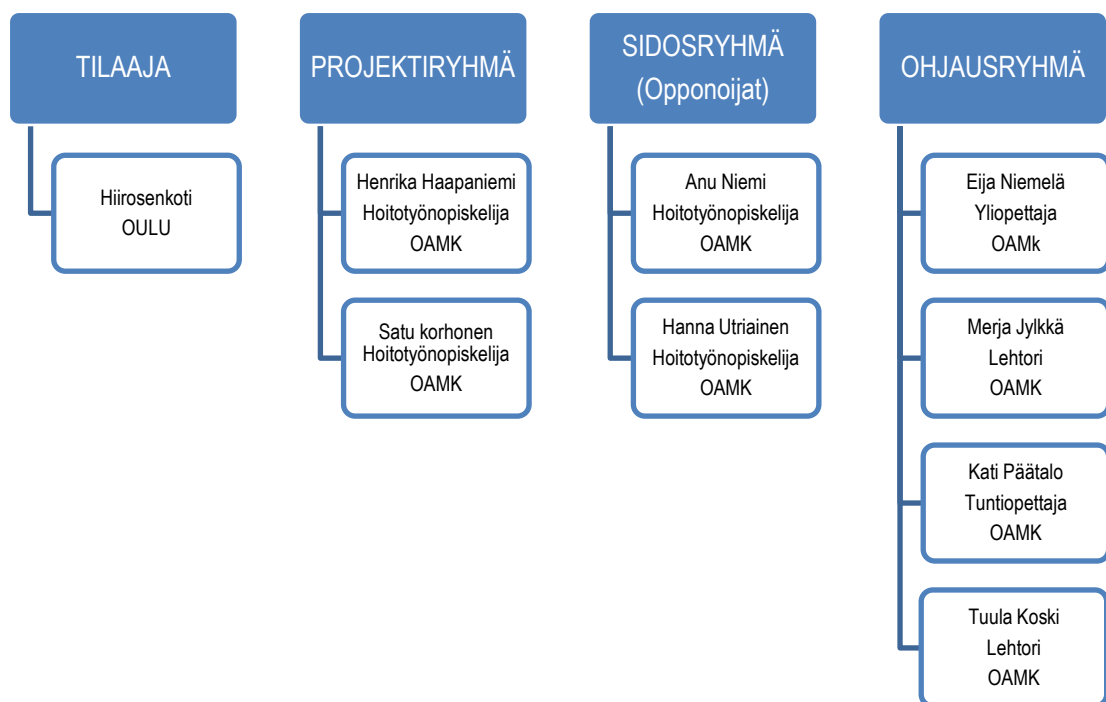 TILAAJA
Hiirosenkoti
OULU
PROJEKTIRYHMÄ
Henrika Haapaniemi
Hoitotyönopiskelija
OAMK
Satu korhonen
Hoitotyönopiskelija
OAMK
SIDOSRYHMÄ
(Opponoijat)
Anu Niemi
Hoitotyönopiskelija
OAMK
Hanna Utriainen
Hoitotyönopiskelija
OAMK
OHJAUSRYHMÄ
Eija Niemelä
Yliopettaja
OAMk
Merja Jylkkä
Lehtori
OAMK
Kati Päätalo
Tuntiopettaja
OAMK
Tuula Koski
Lehtori
OAMK